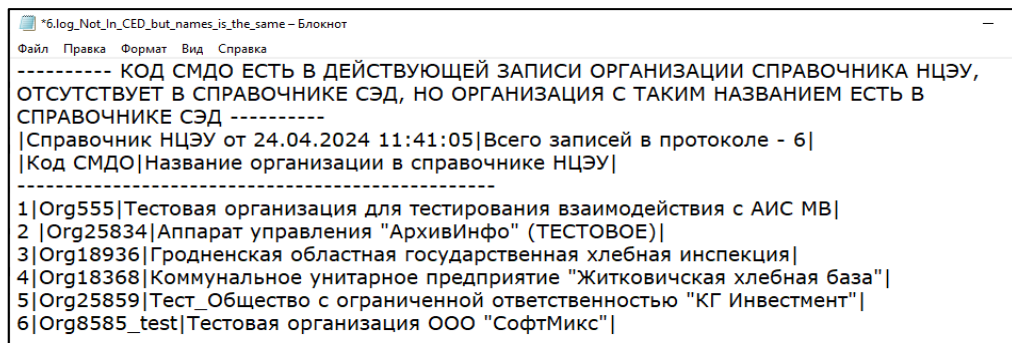 *6.log_Not_In_CED_but_names_is_the_same – Блокнот
Файл Правка Формат Вид Справка
---------- КОД СМДО ЕСТЬ В ДЕЙСТВУЮЩЕЙ ЗАПИСИ ОРГАНИЗАЦИИ СПРАВОЧНИКА НЦЭУ,
ОТСУТСТВУЕТ В СПРАВОЧНИКЕ СЭД, НО ОРГАНИЗАЦИЯ С ТАКИМ НАЗВАНИЕМ ЕСТЬ В
СПРАВОЧНИКЕ СЭД ----------
|Справочник НЦЭУ от 24.04.2024 11:41:05|Всего записей в протоколе - 6|
|Код СМДО|Название организации в справочнике НЦЭУ|
--------------------------------------------------
1|Org555|Тестовая организация для тестирования взаимодействия с АИС МВ|
2 |Org25834|Аппарат управления "АрхивИнфо" (ТЕСТОВОЕ)|
3|Org18936|Гродненская областная государственная хлебная инспекция|
4|Org18368|Коммунальное унитарное предприятие "Житковичская хлебная база"|
5|Org25859|Тест_Общество с ограниченной ответственностью "КГ Инвестмент"|
6|Org8585_test|Тестовая организация ООО "СофтМикс"|